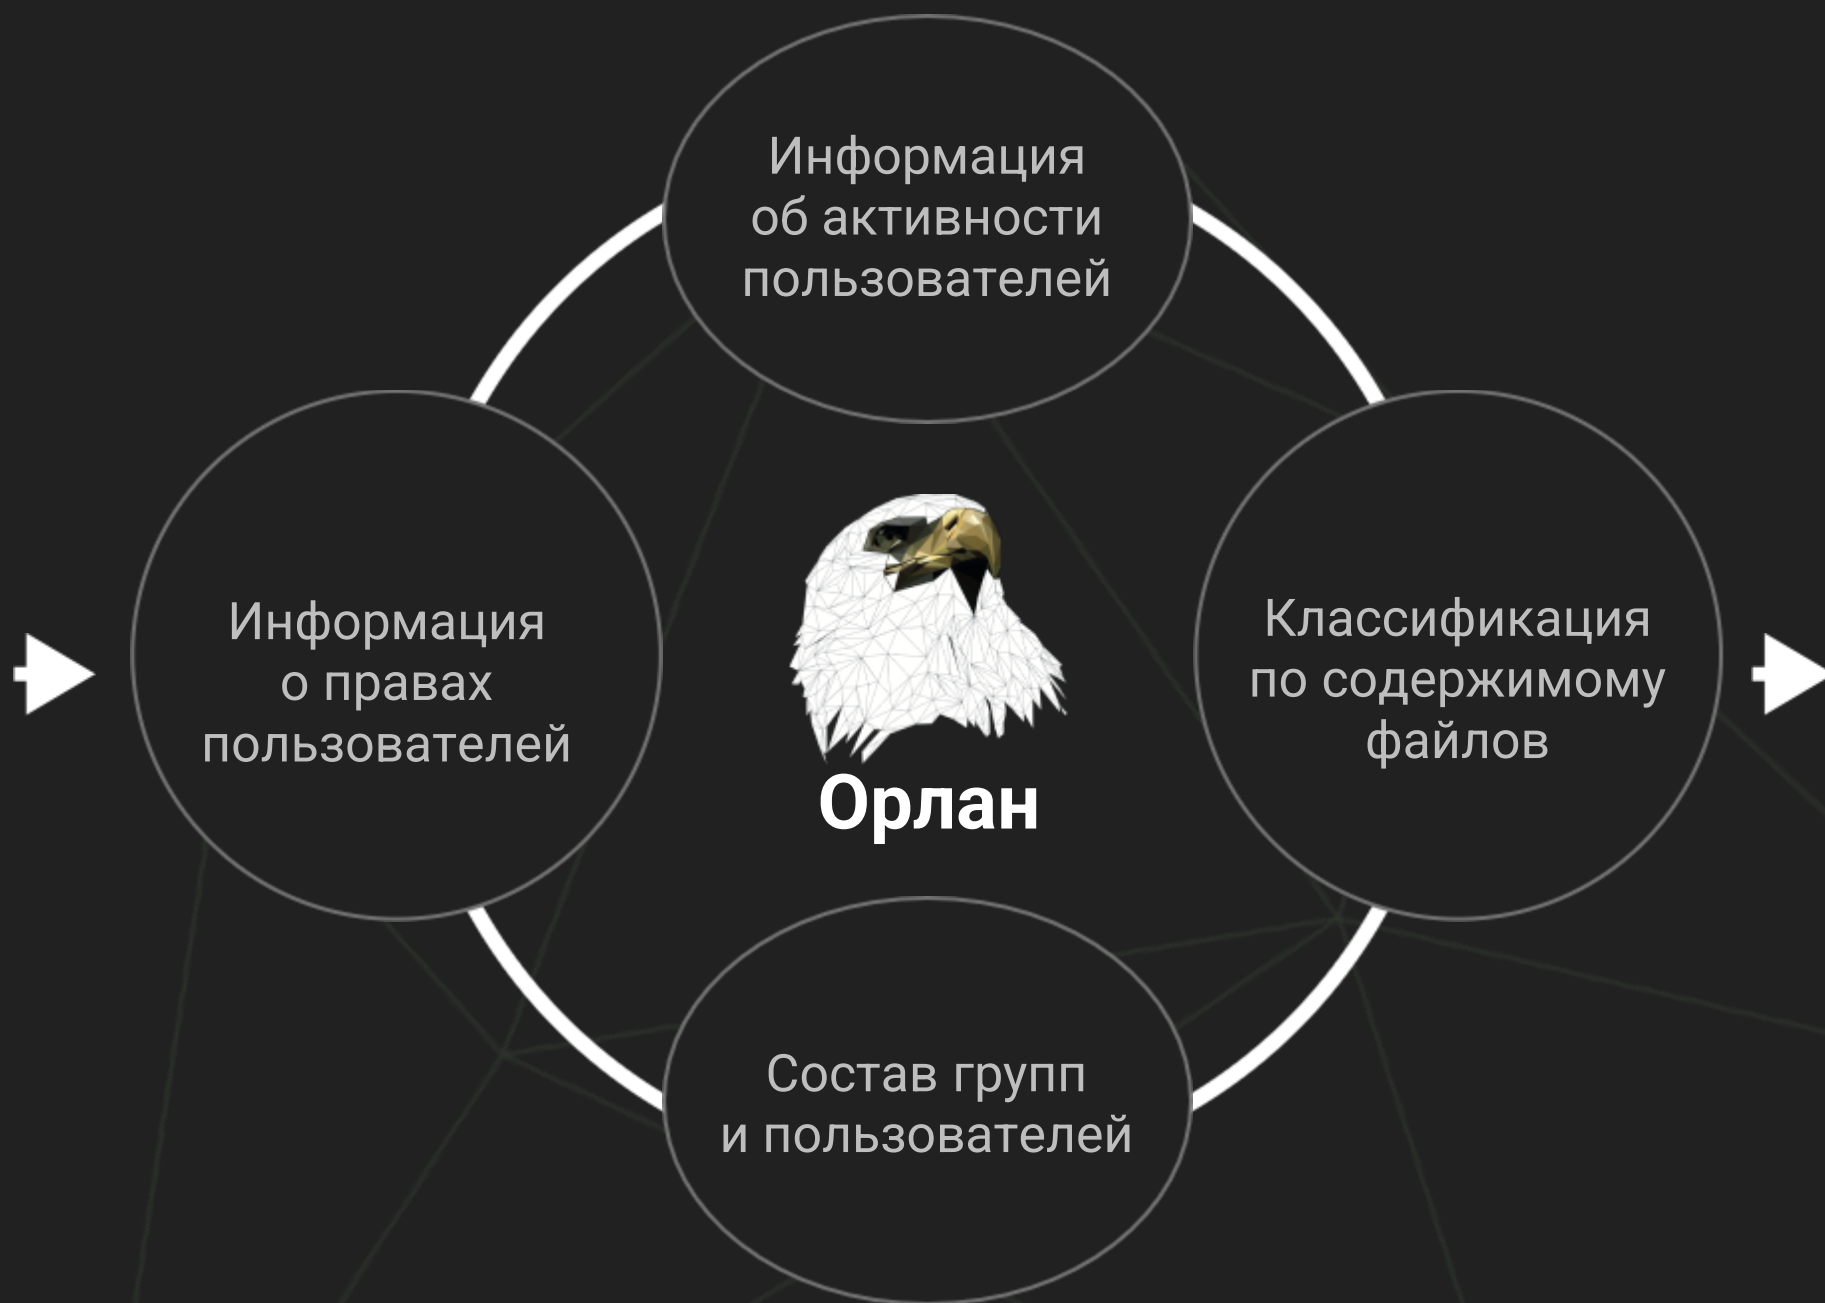 Информация
об активности
пользователей
Информация
о правах
пользователей
Классификация
по содержимому
файлов
Орлан
Состав групп
и пользователей